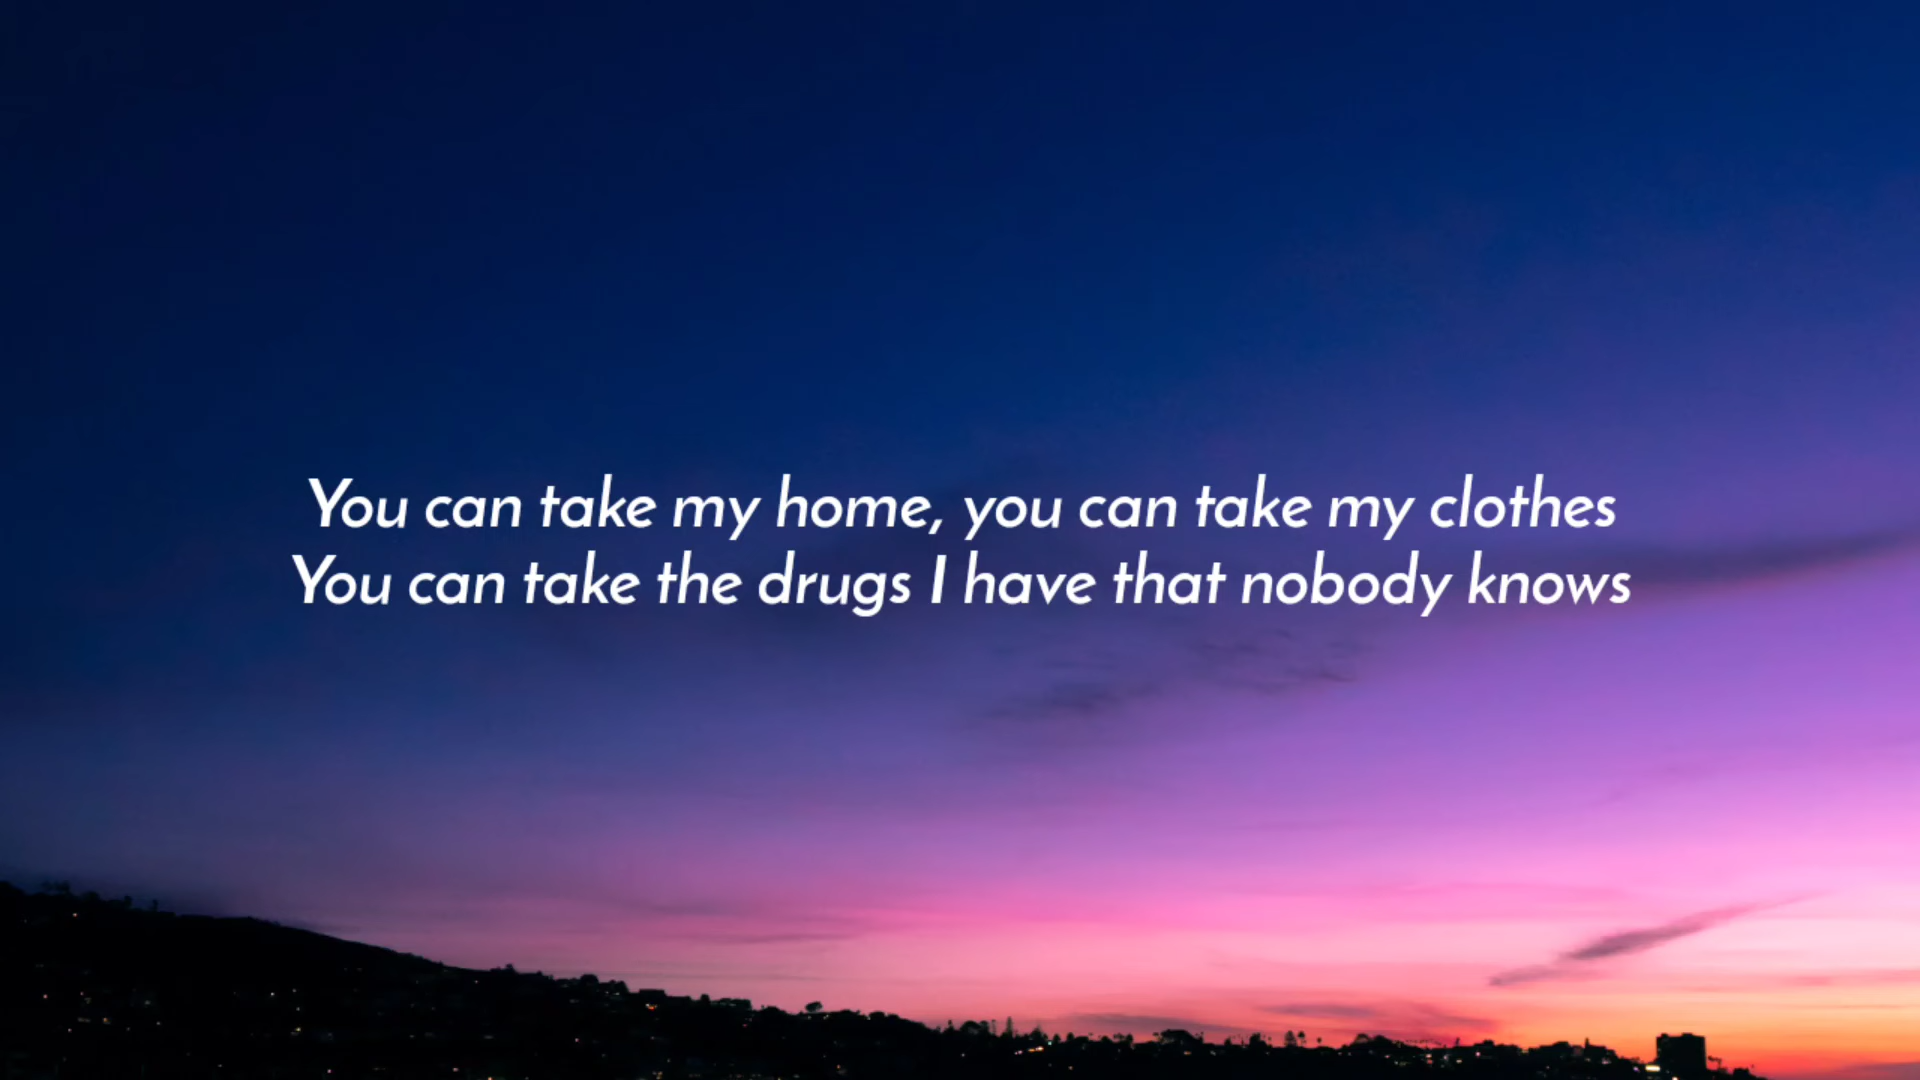 You can take my home, you can take my clothes
You can take the drugs I have that nobody knows